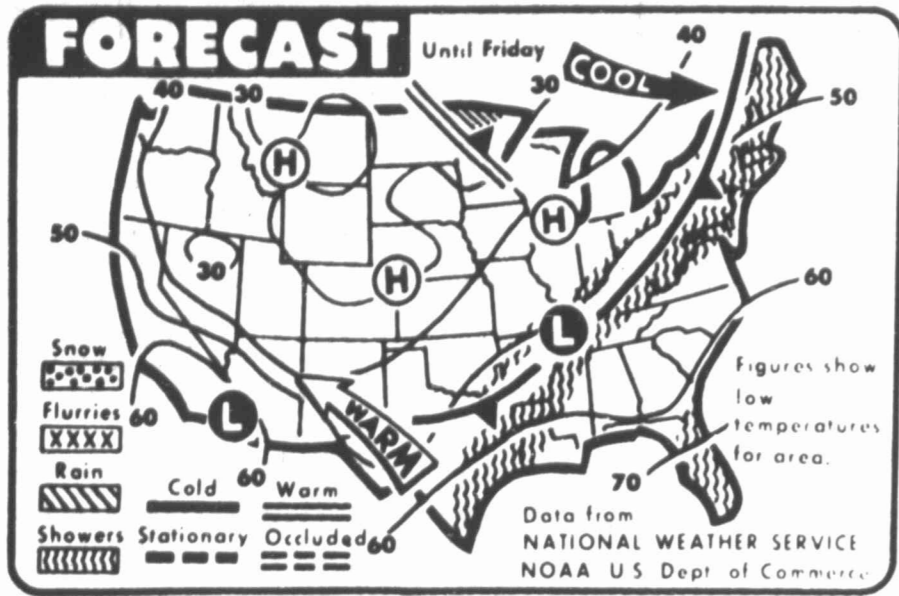 FORECAST
Until Friday
COOL
40
30
50
40
30
H
H
H
50
30
60
L
L
WARM
60
60
60
70
Snow
Flurries
XXXX
Rain
Showers
Cold
Warm
Stationary
Occluded
Figures show
low
temperatures
for area.
Data from
NATIONAL WEATHER SERVICE
NOAA US Dept of Commerce